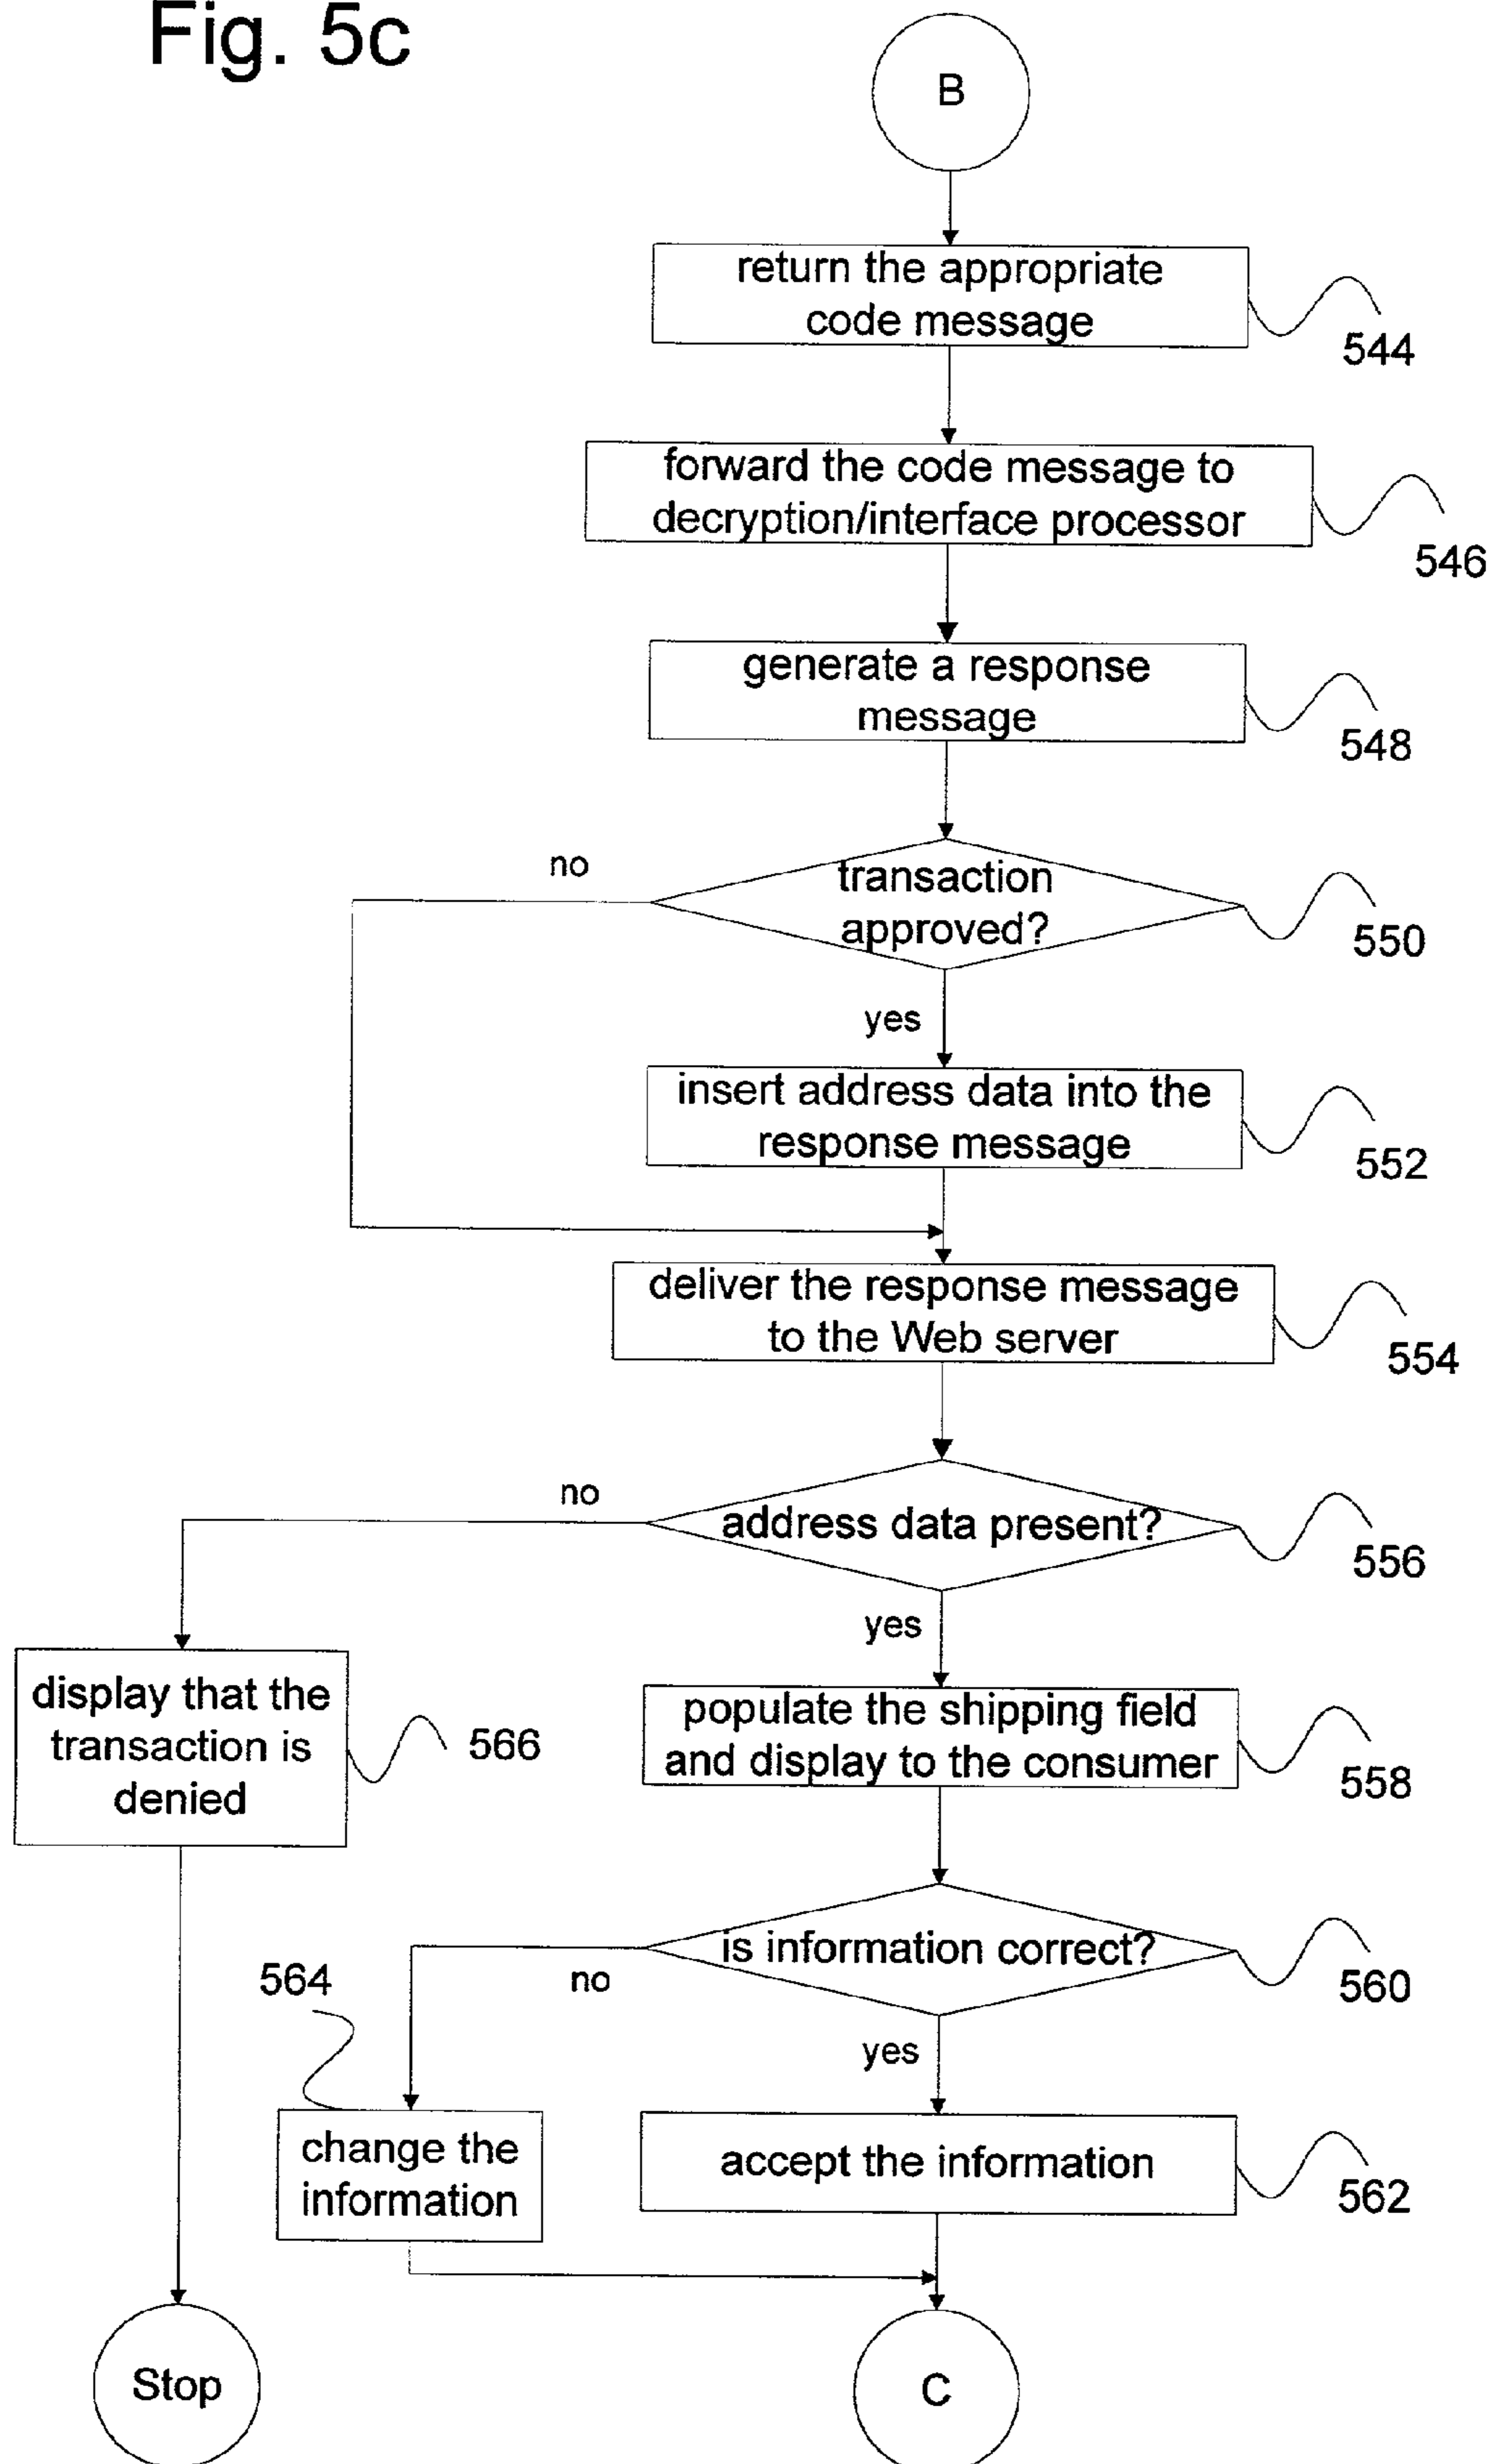 Fig. 5c
B
return the appropriate
code message
544
forward the code message to
decryption/interface processor
546
generate a response
message
548
no
transaction
approved?
550
yes
insert address data into the
response message
552
deliver the response message
to the Web server
554
no
address data present?
556
yes
display that the
transaction is
denied
566
populate the shipping field
and display to the consumer
558
is information correct?
560
no
564
yes
change the
information
accept the information
562
Stop
C